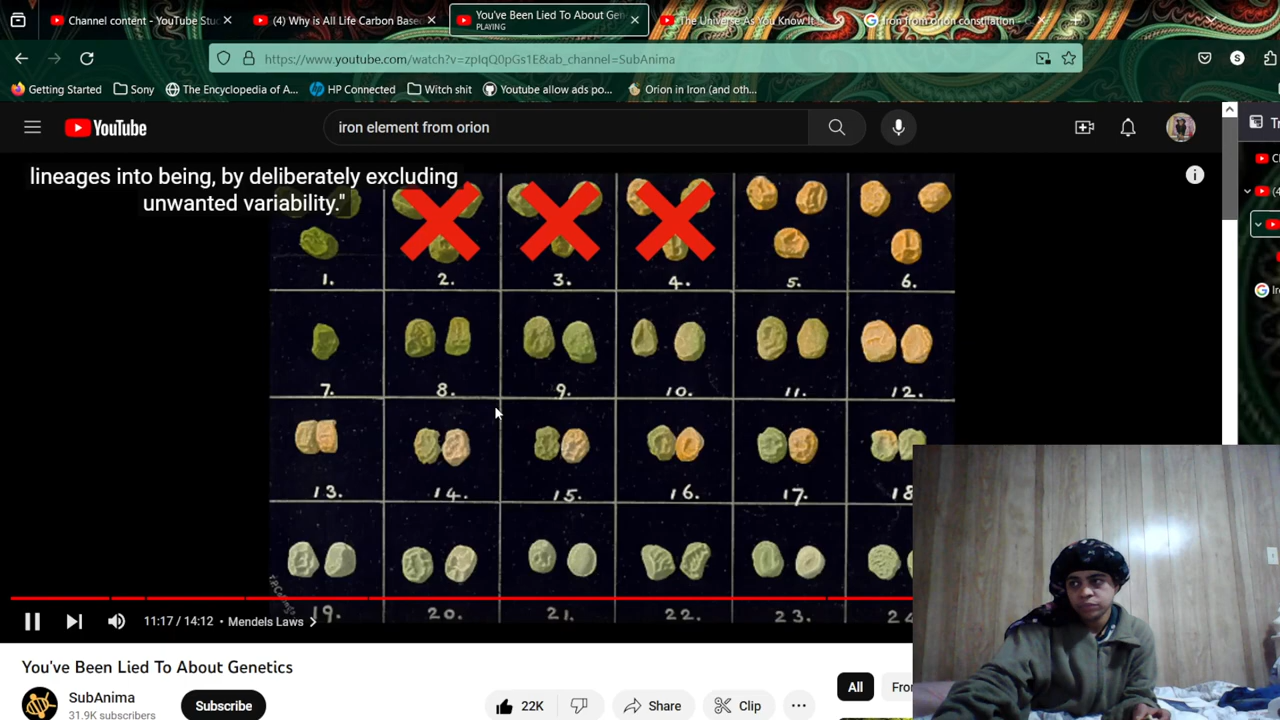 Channel content - YouTube Stu
(4) Why is All Life Carbon Base
You've Been Lied To About Gen
PLAYING
The Universe As You Know It D
iron from orion constilation - G
https://www.youtube.com/watch?v=zpIqQ0pGs1E&ab_channel=SubAnima
S
Getting Started
Sony
The Encyclopedia of A...
HP Connected
Witch shit
Youtube allow ads po...
Orion in Iron (and oth...
YouTube
iron element from orion
lineages into being, by deliberately excluding
unwanted variability."
1. 2. 3. 4. 5. 6.
7. 8. 9. 10. 11. 12.
13. 14. 15. 16. 17. 18
19. 20. 21. 22. 23. 24
11:17 / 14:12 • Mendels Laws >
You've Been Lied To About Genetics
SubAnima
31.9K subscribers
Subscribe
22K
Share
Clip
All
Fro